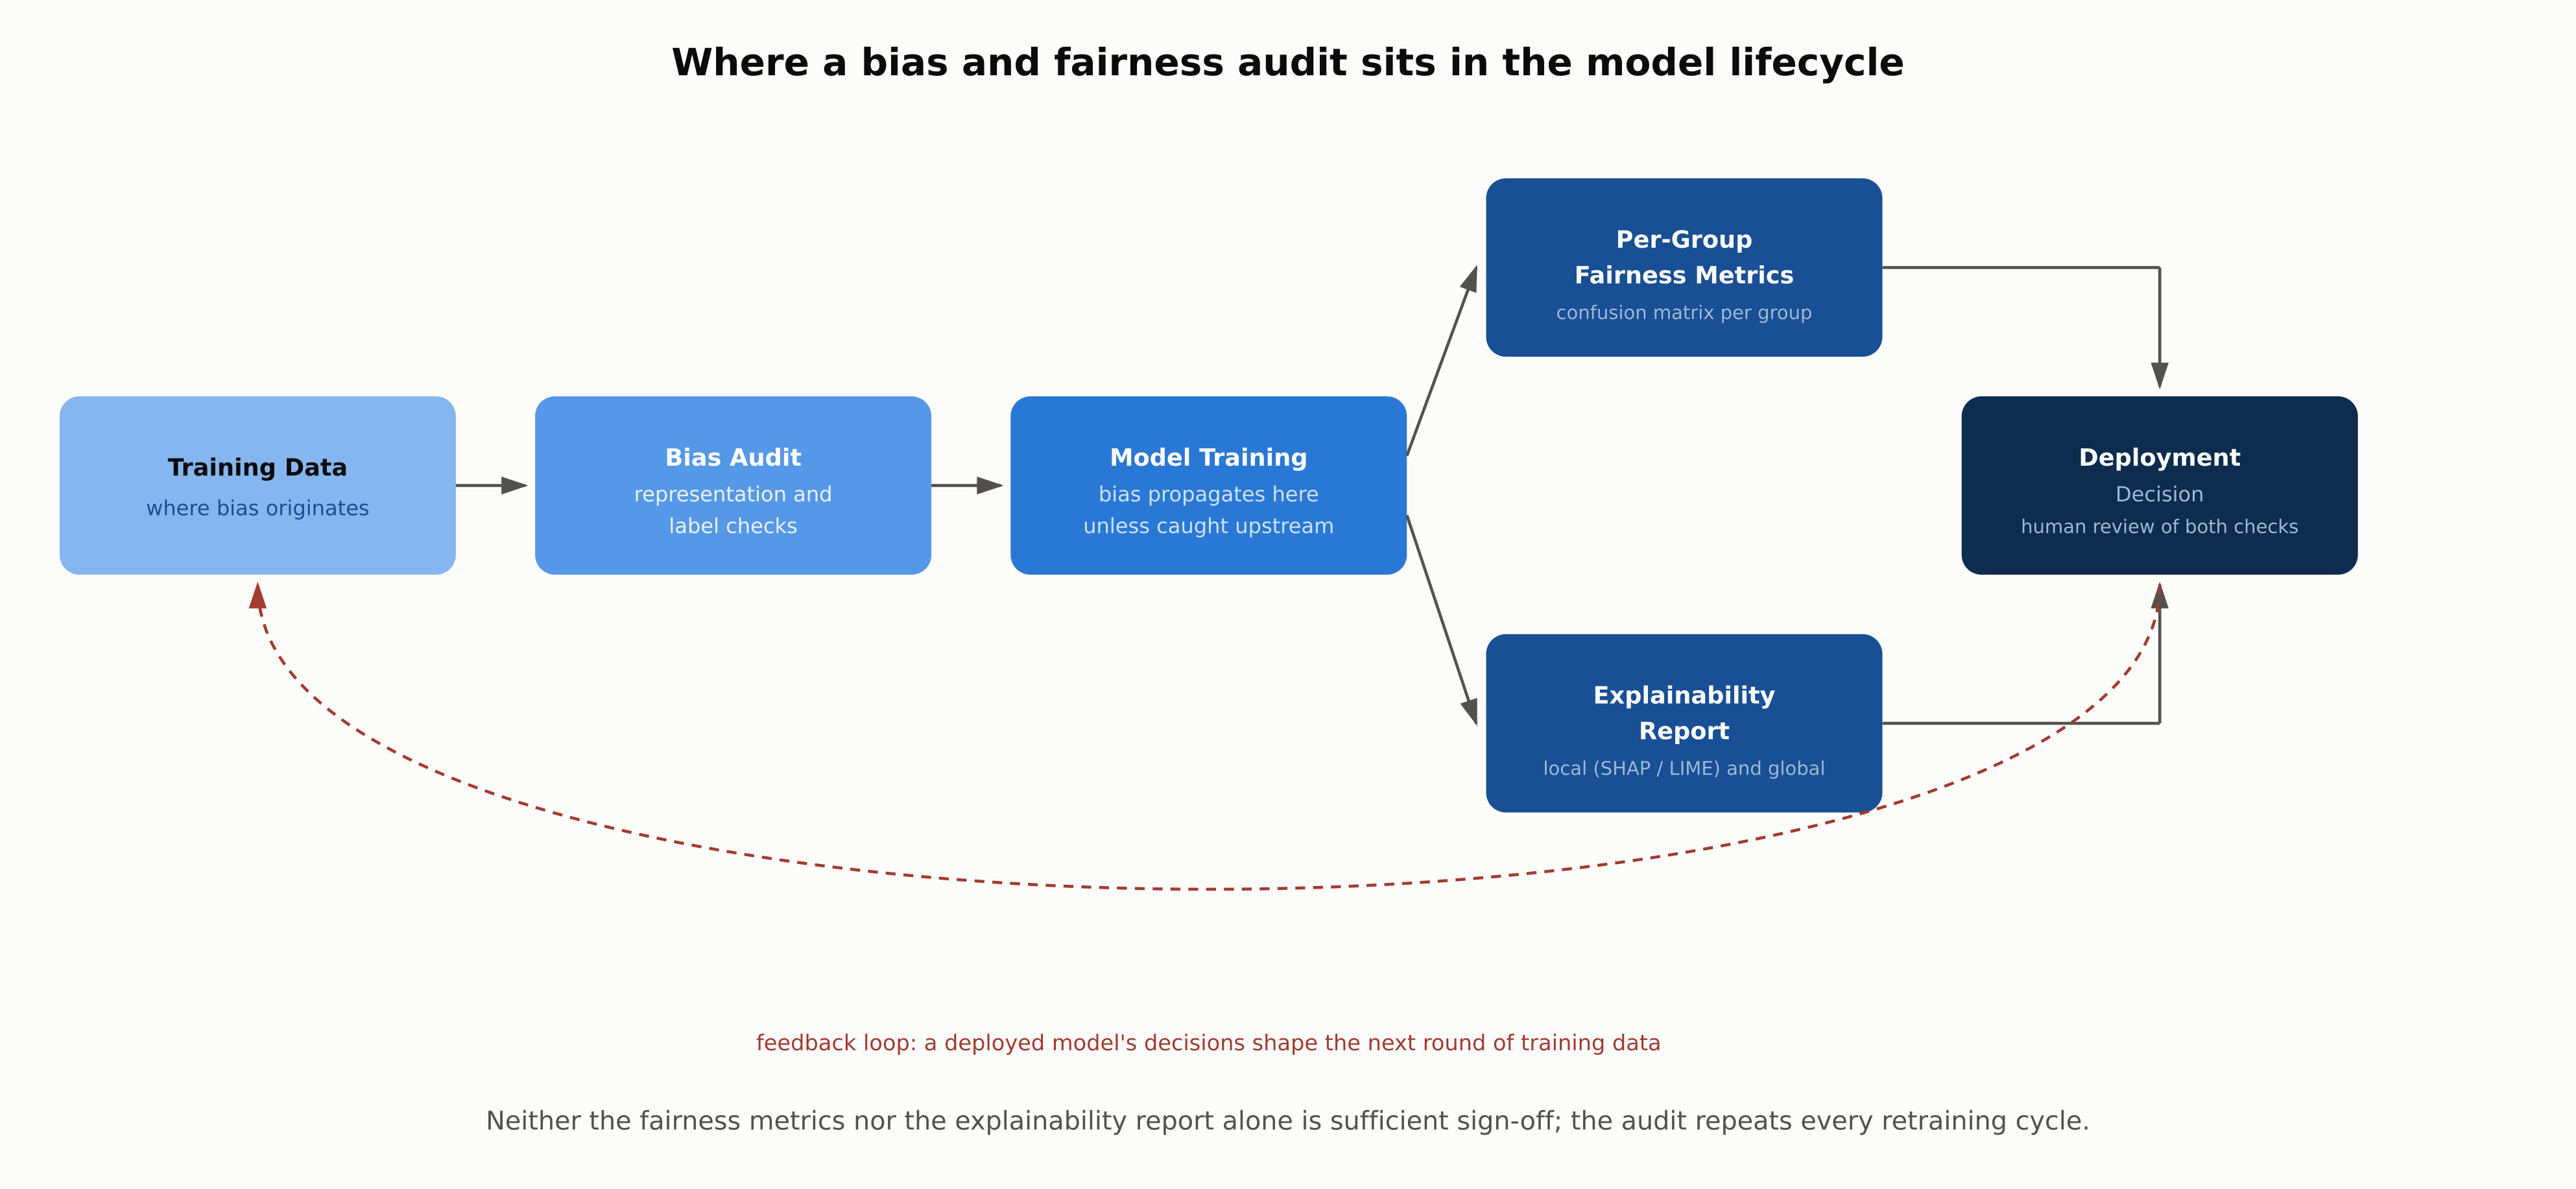 Where a bias and fairness audit sits in the model lifecycle
Training Data
where bias originates
Bias Audit
representation and
label checks
Model Training
bias propagates here
unless caught upstream
Per-Group
Fairness Metrics
confusion matrix per group
Explainability
Report
local (SHAP / LIME) and global
Deployment
Decision
human review of both checks
feedback loop: a deployed model's decisions shape the next round of training data
Neither the fairness metrics nor the explainability report alone is sufficient sign-off; the audit repeats every retraining cycle.